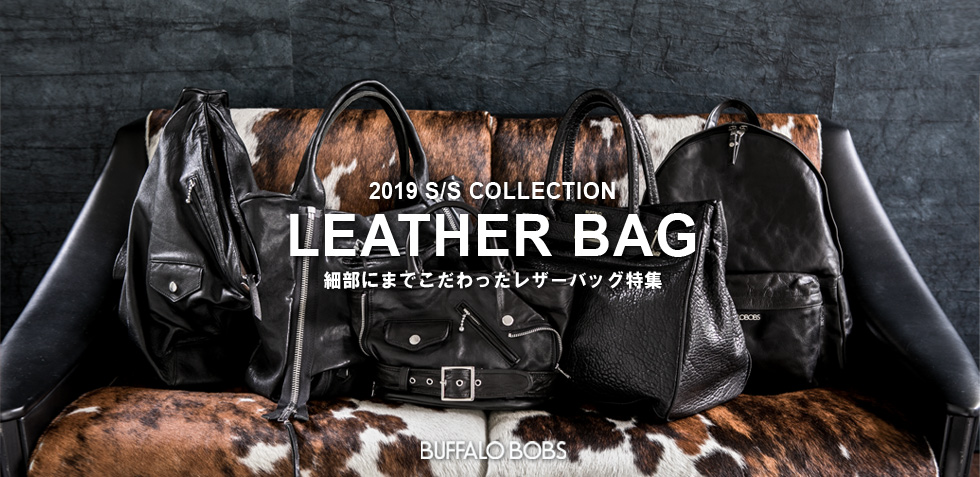 2019 S/S COLLECTION
LEATHER BAG
細部にまでこだわったレザーバッグ特集
OBOBS
BUFFALO BOBS